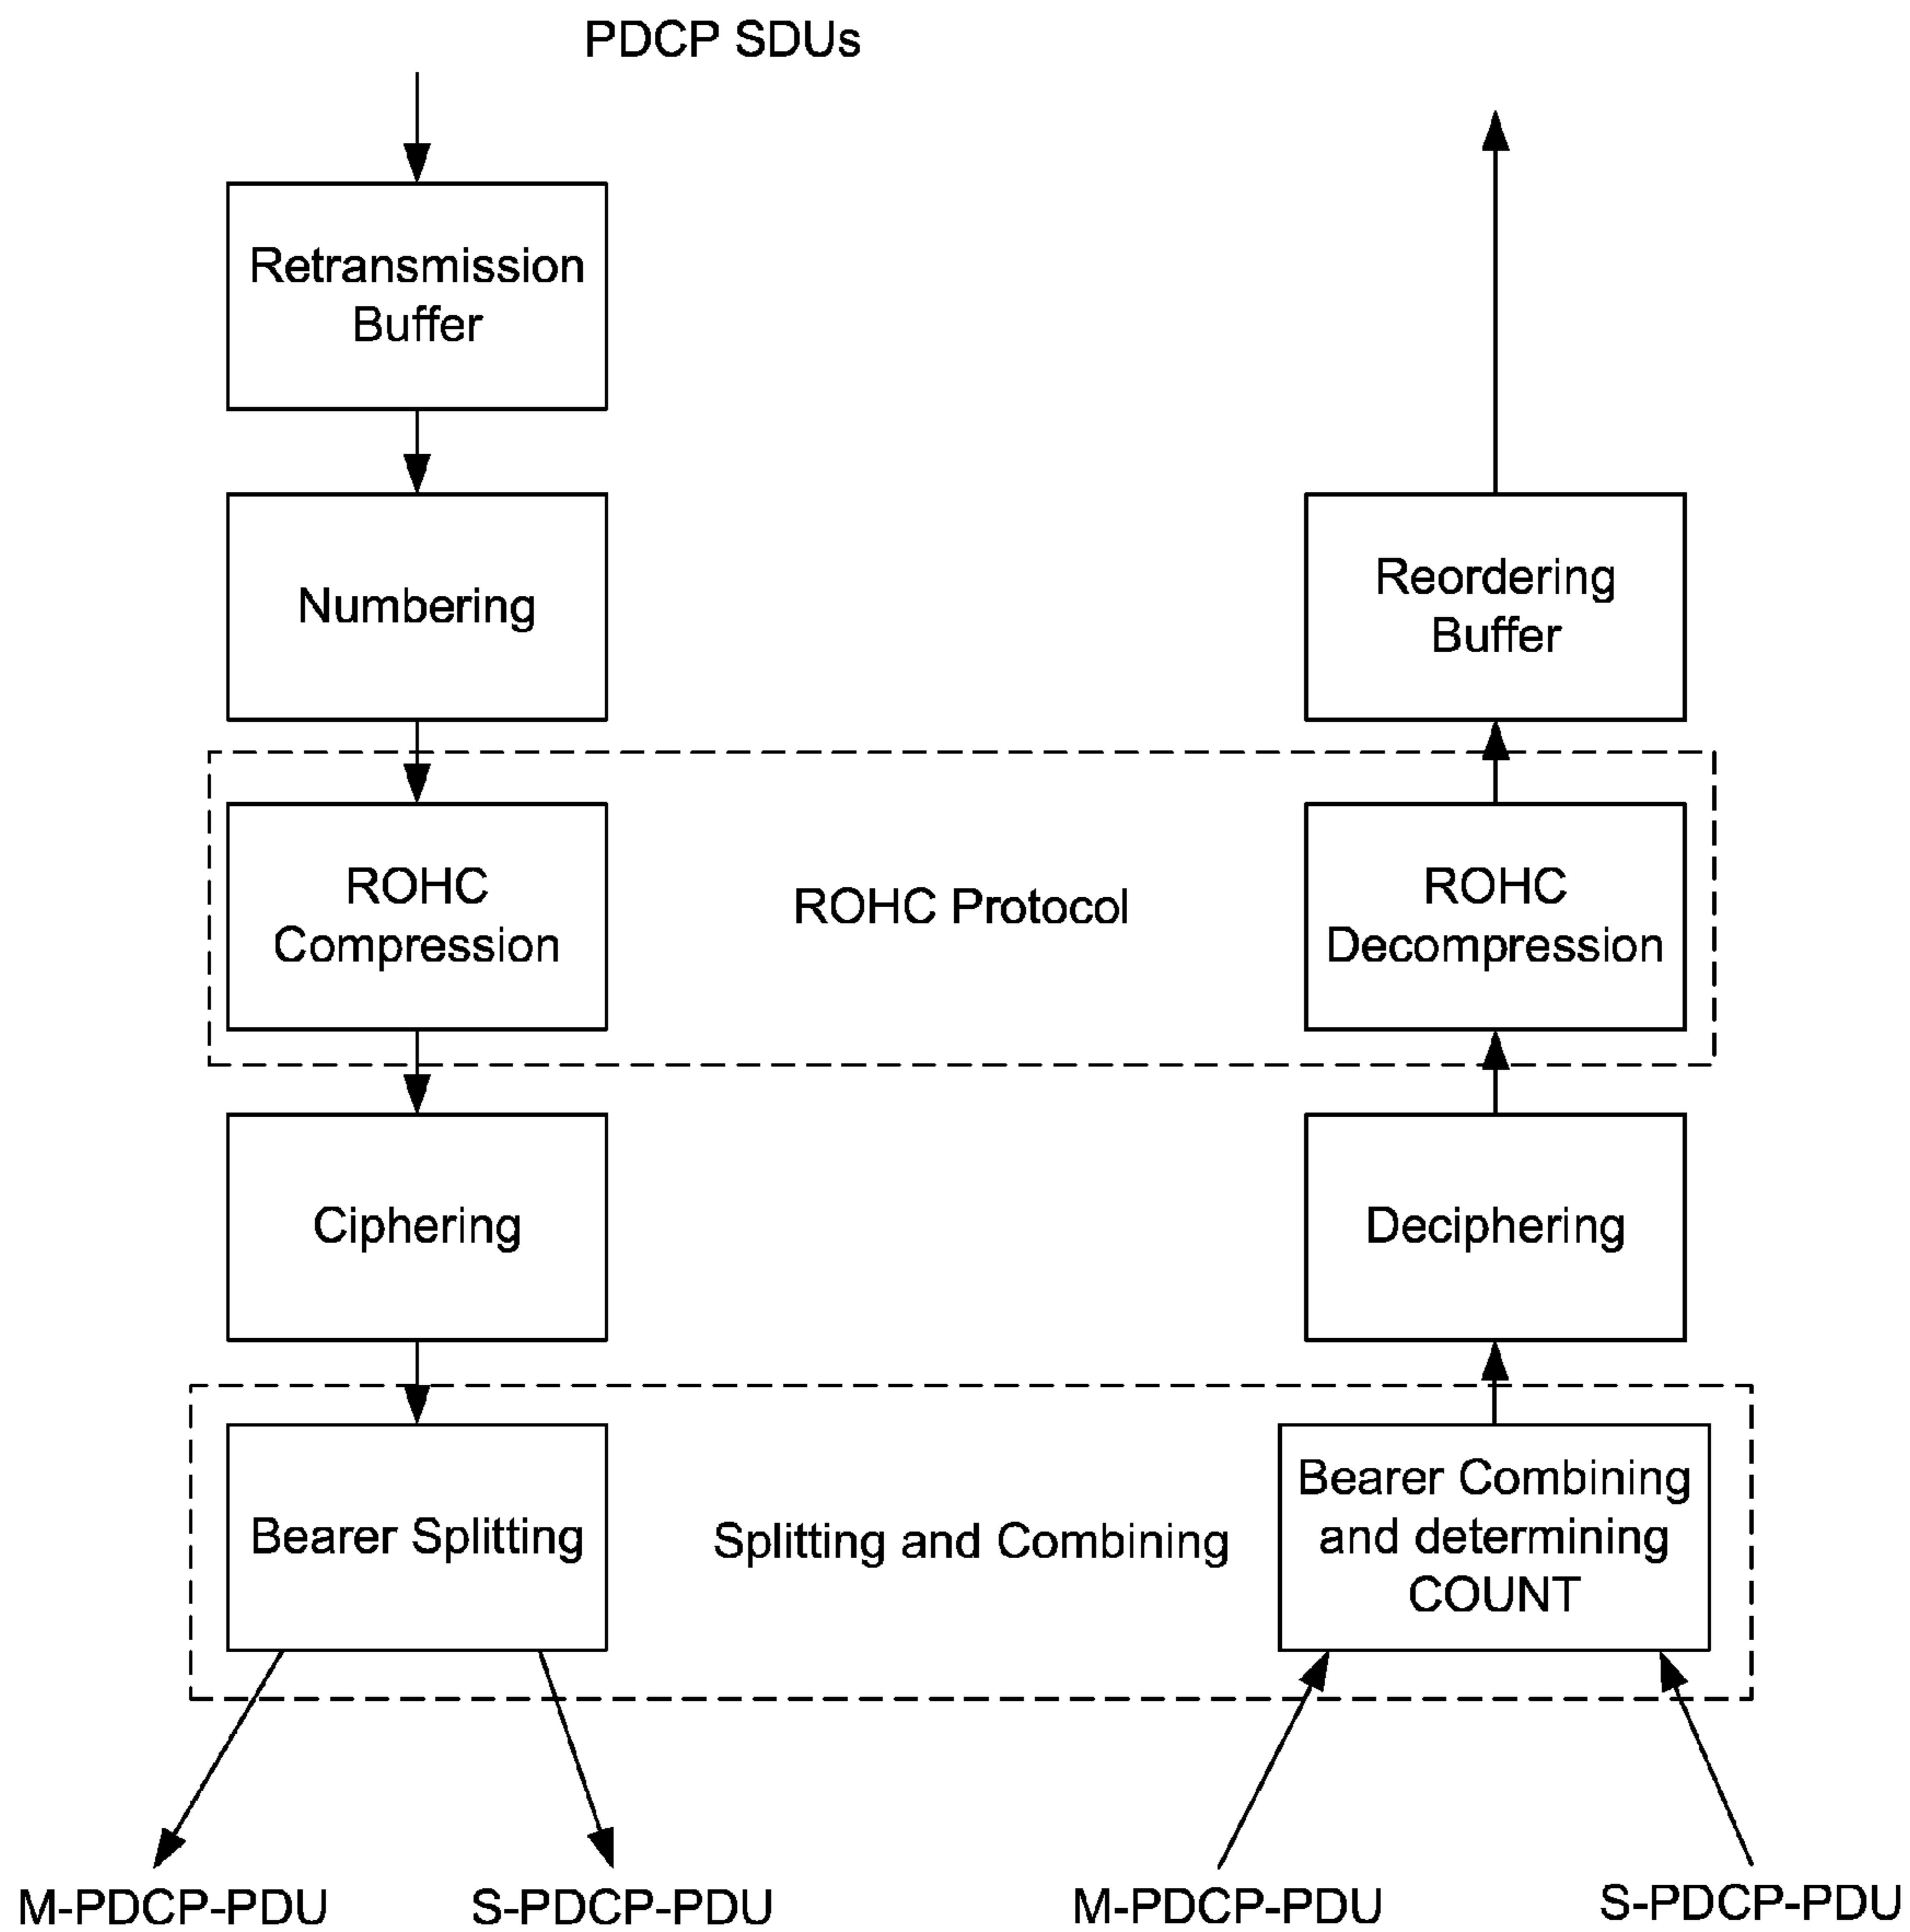 PDCP SDUs
Retransmission
Buffer
Numbering
Reordering
Buffer
ROHC
Compression
ROHC Protocol
ROHC
Decompression
Ciphering
Deciphering
Bearer Splitting
Splitting and Combining
Bearer Combining
and determining
COUNT
M-PDCP-PDU
S-PDCP-PDU
M-PDCP-PDU
S-PDCP-PDU